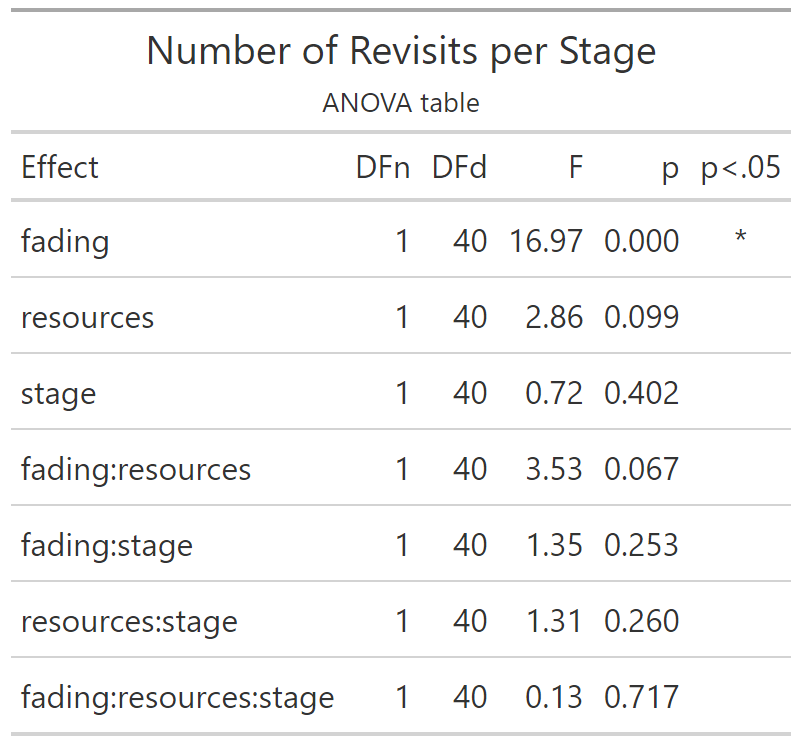 Number of Revisits per Stage
ANOVA table
Effect DFn DFd F p p<.05
fading 1 40 16.97 0.000 *
resources 1 40 2.86 0.099
stage 1 40 0.72 0.402
fading:resources 1 40 3.53 0.067
fading:stage 1 40 1.35 0.253
resources:stage 1 40 1.31 0.260
fading:resources:stage 1 40 0.13 0.717